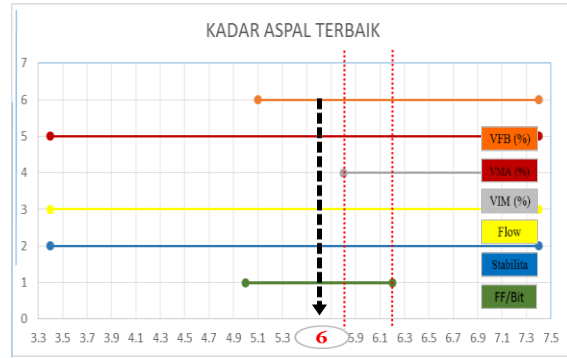 KADAR ASPAL TERBAIK
7
6
5
4
3
2
1
0
VFB (%)
VMA (%)
VIM (%)
Flow
Stabilita
FF/Bit
3.3 3.5 3.7 3.9 4.1 4.3 4.5 4.7 4.9 5.1 5.3 6 5.9 6.1 6.3 6.5 6.7 6.9 7.1 7.3 7.5